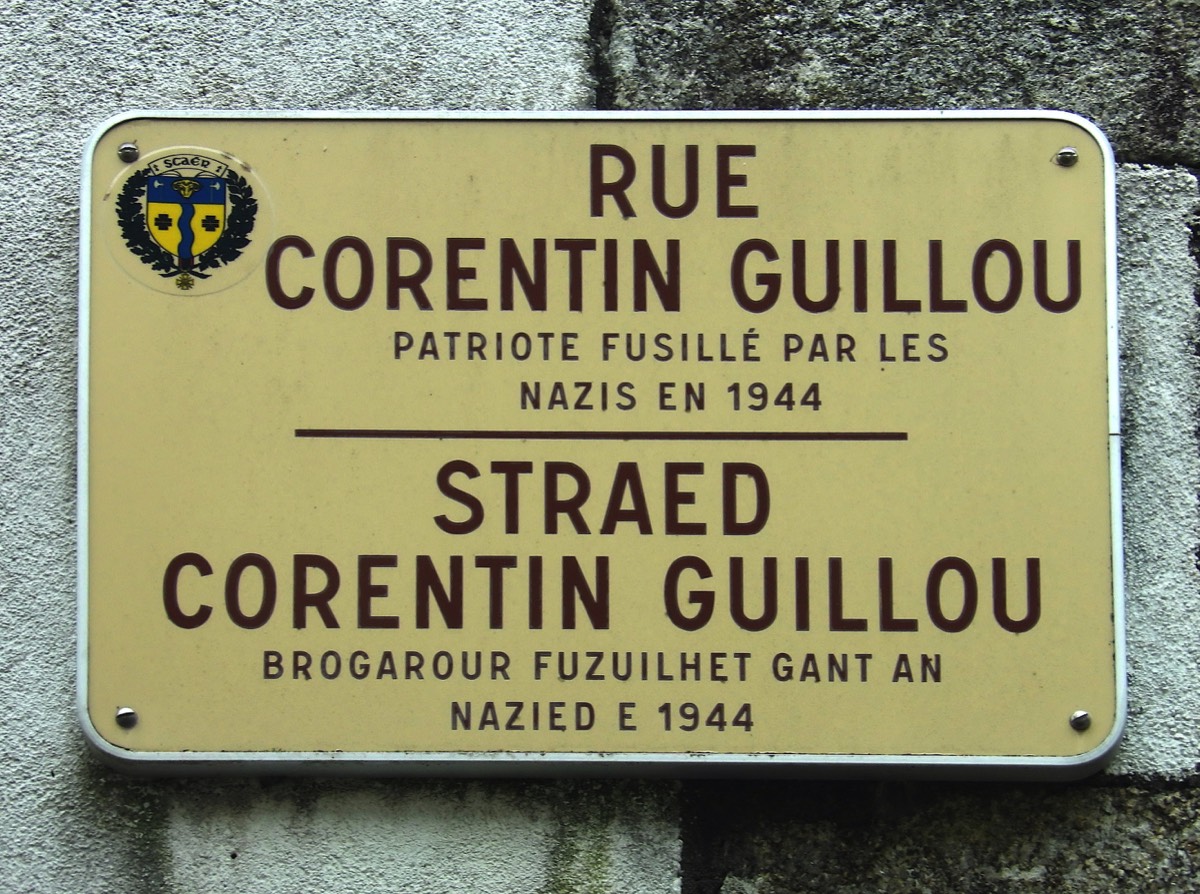 SCAËR
RUE
CORENTIN GUILLOU
PATRIOTE FUSILLÉ PAR LES
NAZIS EN 1944
STRAED
CORENTIN GUILLOU
BROGAROUR FUZUILHET GANT AN
NAZIED E 1944